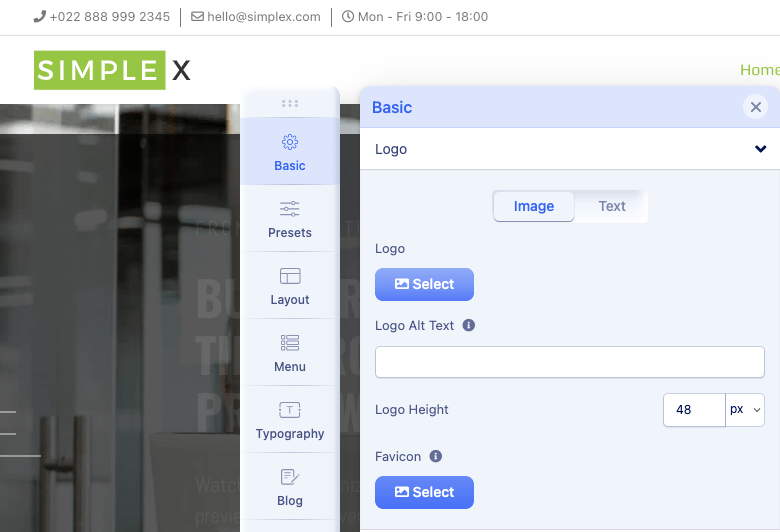 +022 888 999 2345 hello@simplex.com Mon - Fri 9:00 - 18:00
SIMPLE X
Home
Basic
Logo
Image Text
Logo
Select
Logo Alt Text
Logo Height 48 px
Favicon
Select
Basic
Presets
Layout
Menu
Typography
Blog